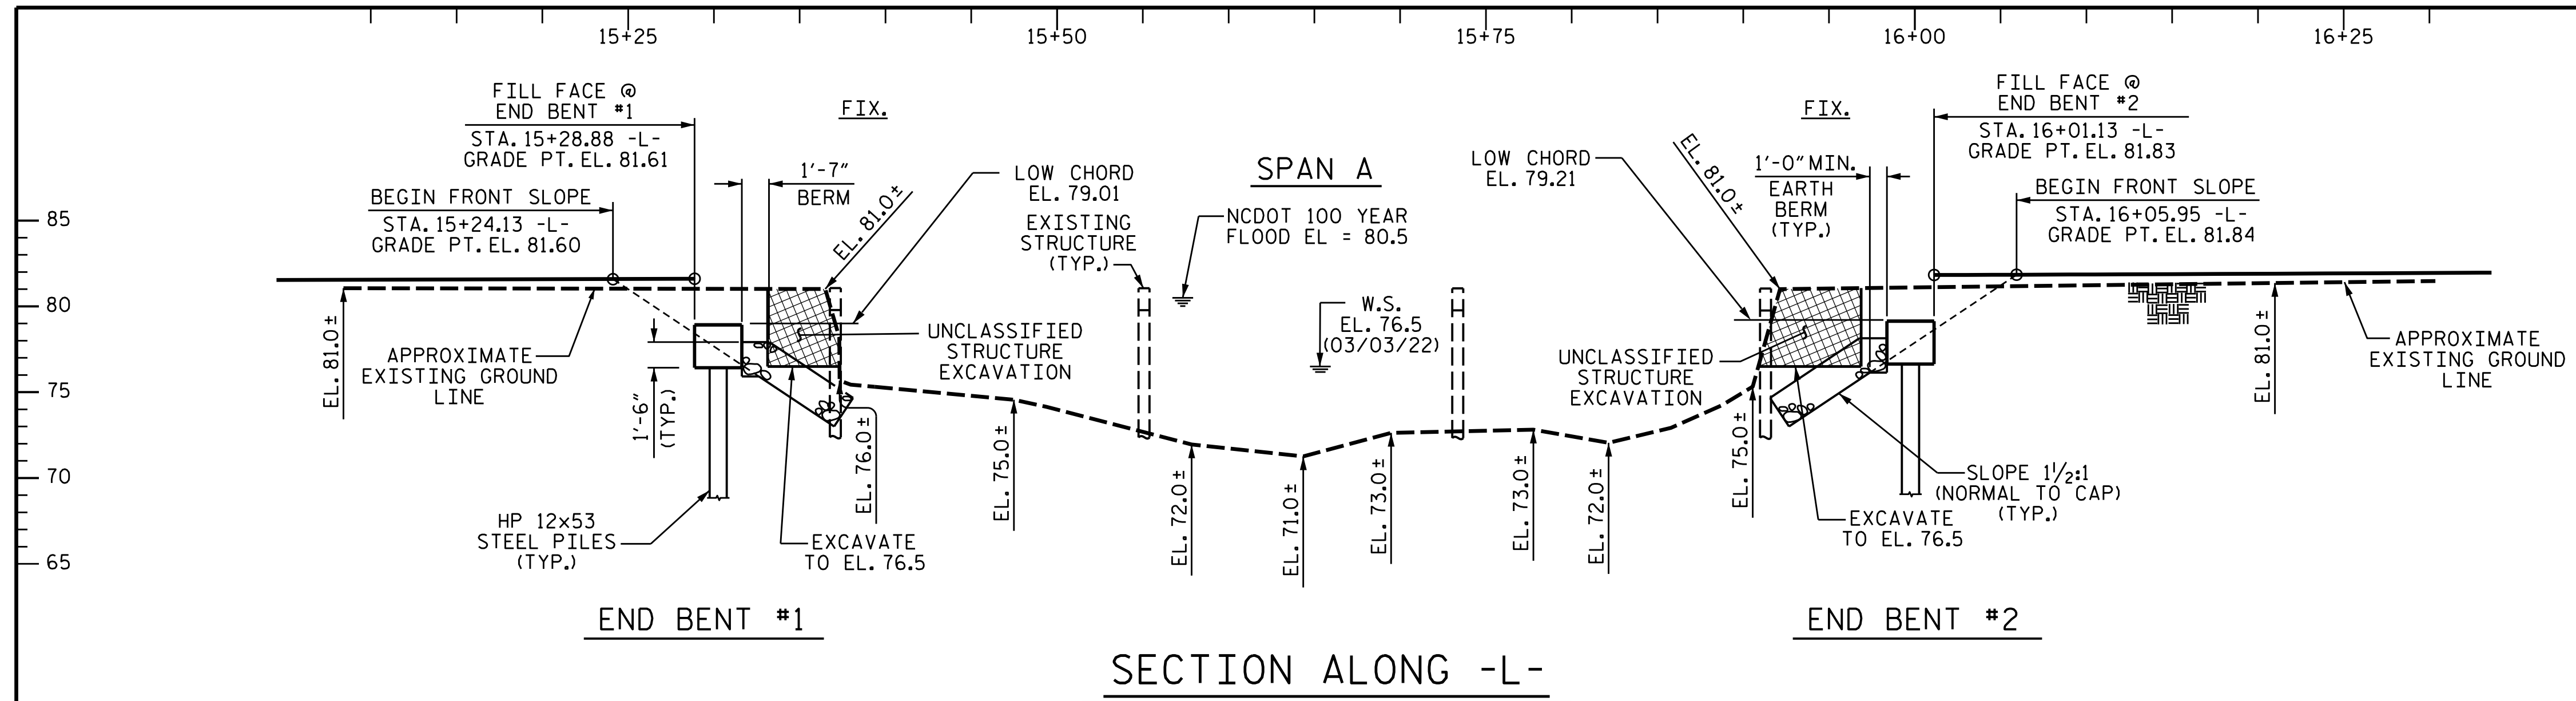 15+25
15+50
15+75
16+00
16+25
FILL FACE @
END BENT #1
STA. 15+28.88 -L-
GRADE PT. EL. 81.61
BEGIN FRONT SLOPE
STA. 15+24.13 -L-
GRADE PT. EL. 81.60
1'-7"
BERM
FIX.
EL. 81.0±
LOW CHORD
EL. 79.01
EXISTING
STRUCTURE
(TYP.)
SPAN A
NCDOT 100 YEAR
FLOOD EL = 80.5
W.S.
EL. 76.5
(03/03/22)
LOW CHORD
EL. 79.21
EL. 81.0±
FIX.
1'-0" MIN.
EARTH
BERM
(TYP.)
FILL FACE @
END BENT #2
STA. 16+01.13 -L-
GRADE PT. EL. 81.83
BEGIN FRONT SLOPE
STA. 16+05.95 -L-
GRADE PT. EL. 81.84
85
80
75
70
65
EL. 81.0±
APPROXIMATE
EXISTING GROUND
LINE
1'-6"
(TYP.)
HP 12x53
STEEL PILES
(TYP.)
UNCLASSIFIED
STRUCTURE
EXCAVATION
EXCAVATE
TO EL. 76.5
EL. 76.0±
EL. 75.0±
EL. 72.0±
EL. 71.0±
EL. 73.0±
EL. 73.0±
EL. 72.0±
EL. 75.0±
UNCLASSIFIED
STRUCTURE
EXCAVATION
EXCAVATE
TO EL. 76.5
SLOPE 1½:1
(NORMAL TO CAP)
(TYP.)
EL. 81.0±
APPROXIMATE
EXISTING GROUND
LINE
END BENT #1
END BENT #2
SECTION ALONG -L-